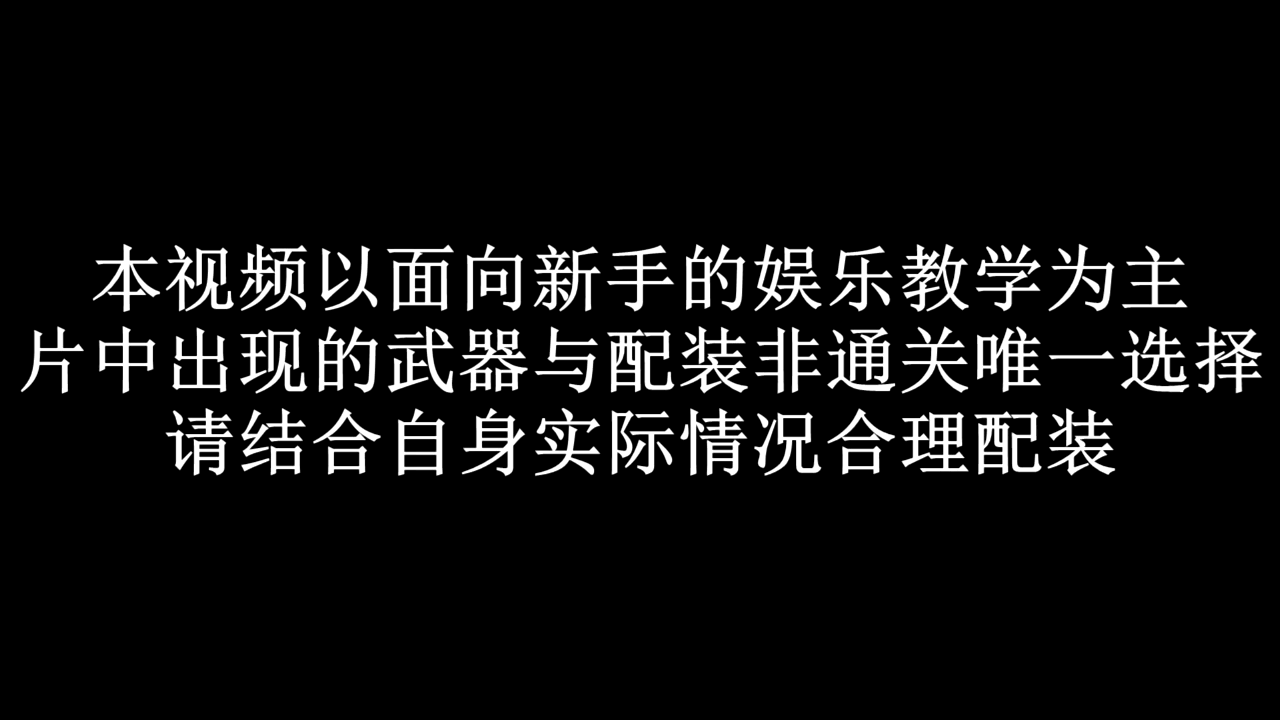 本视频以面向新手的娱乐教学为主
片中出现的武器与配装非通关唯一选择
请结合自身实际情况合理配装